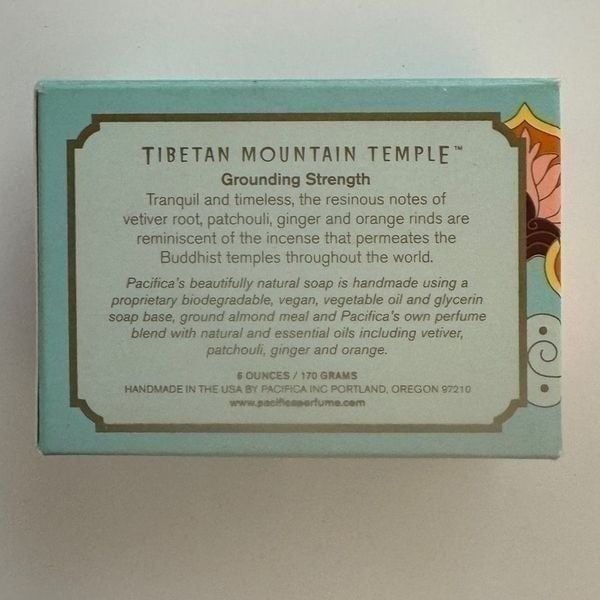 TIBETAN MOUNTAIN TEMPLE™
Grounding Strength
Tranquil and timeless, the resinous notes of
vetiver root, patchouli, ginger and orange rinds are
reminiscent of the incense that permeates the
Buddhist temples throughout the world.
Pacifica's beautifully natural soap is handmade using a
proprietary biodegradable, vegan, vegetable oil and glycerin
soap base, ground almond meal and Pacifica's own perfume
blend with natural and essential oils including vetiver,
patchouli, ginger and orange.
6 OUNCES / 170 GRAMS
HANDMADE IN THE USA BY PACIFICA INC PORTLAND, OREGON 97210
www.pacificaperfume.com